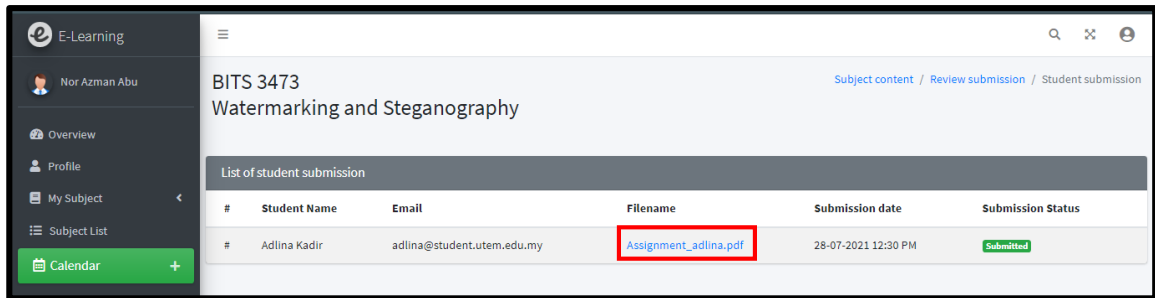 E-Learning
Nor Azman Abu
Overview
Profile
My Subject
Subject List
Calendar +
BITS 3473
Watermarking and Steganography
Subject content / Review submission / Student submission
List of student submission
# Student Name Email Filename Submission date Submission Status
# Adlina Kadir adlina@student.utem.edu.my Assignment_adlina.pdf 28-07-2021 12:30 PM Submitted